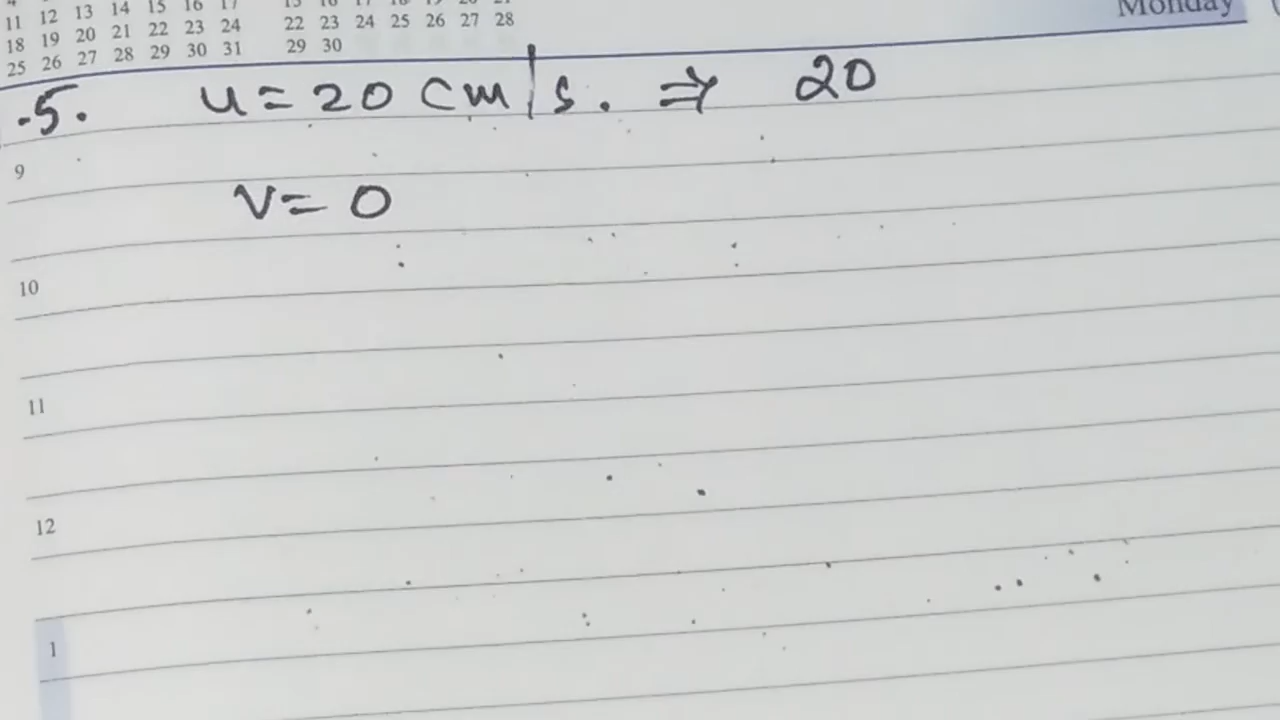 11 12 13 14 15 16 17
22 23 24 25 26 27 28
18 19 20 21 22 23 24
29 30
25 26 27 28 29 30 31
Monday
.5. u = 20 cm/s. ⇒ 20
9
v = 0
10
11
12
1